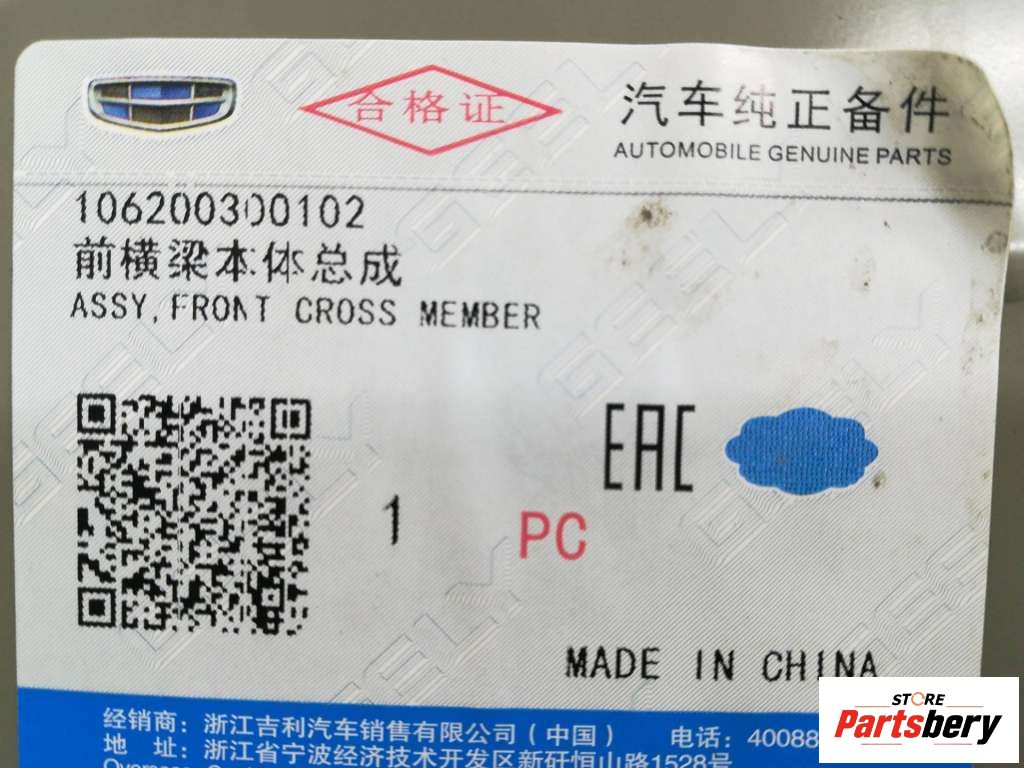 合格证
汽车纯正备件
AUTOMOBILE GENUINE PARTS
106200300102
前横梁本体总成
ASSY,FRONT CROSS MEMBER
EAC
1 PC
MADE IN CHINA
经销商：浙江吉利汽车销售有限公司（中国） 电话：40088
地 址：浙江省宁波经济技术开发区新矸恒山路1528号
STORE
Partsbery